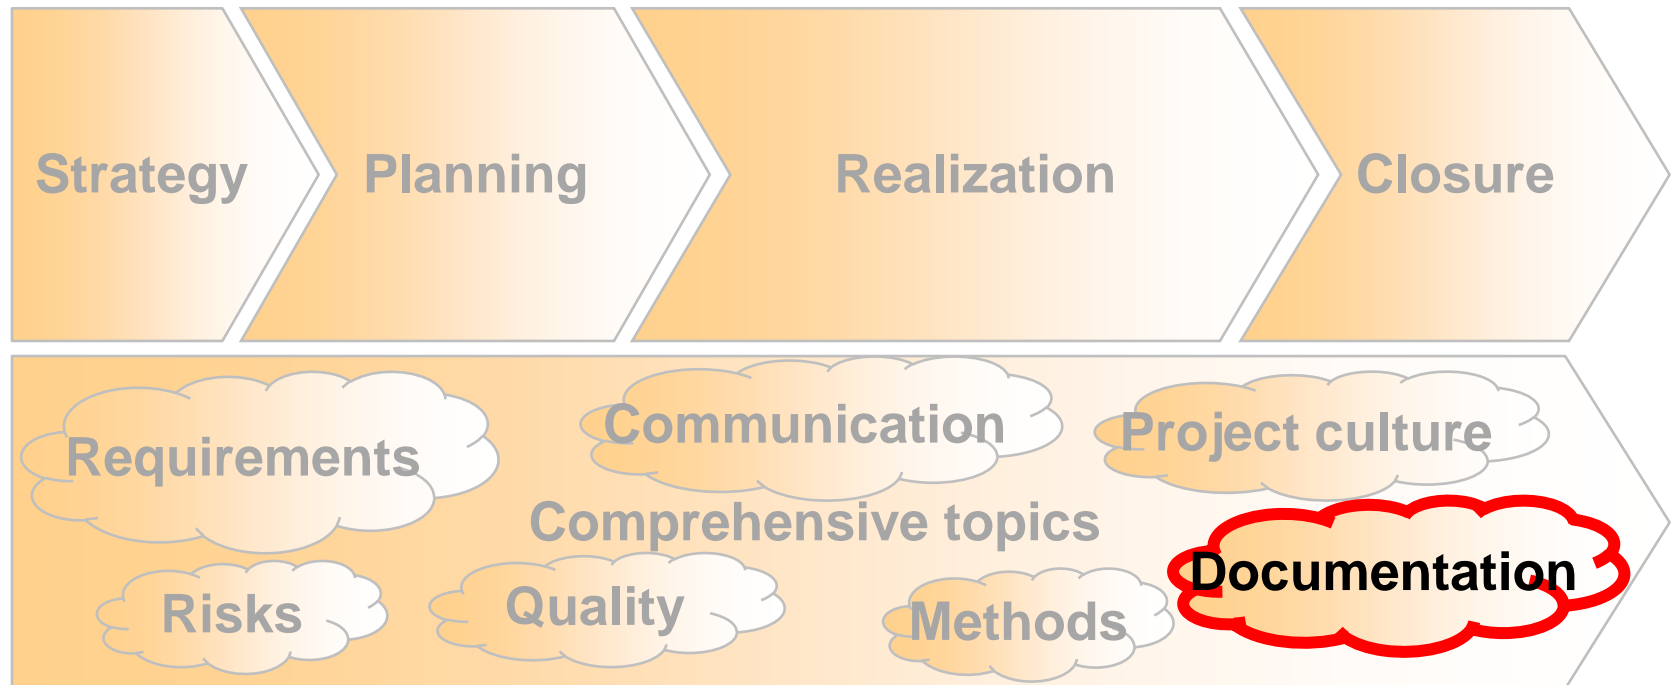 Strategy
Planning
Realization
Closure
Requirements
Communication
Project culture
Comprehensive topics
Documentation
Risks
Quality
Methods